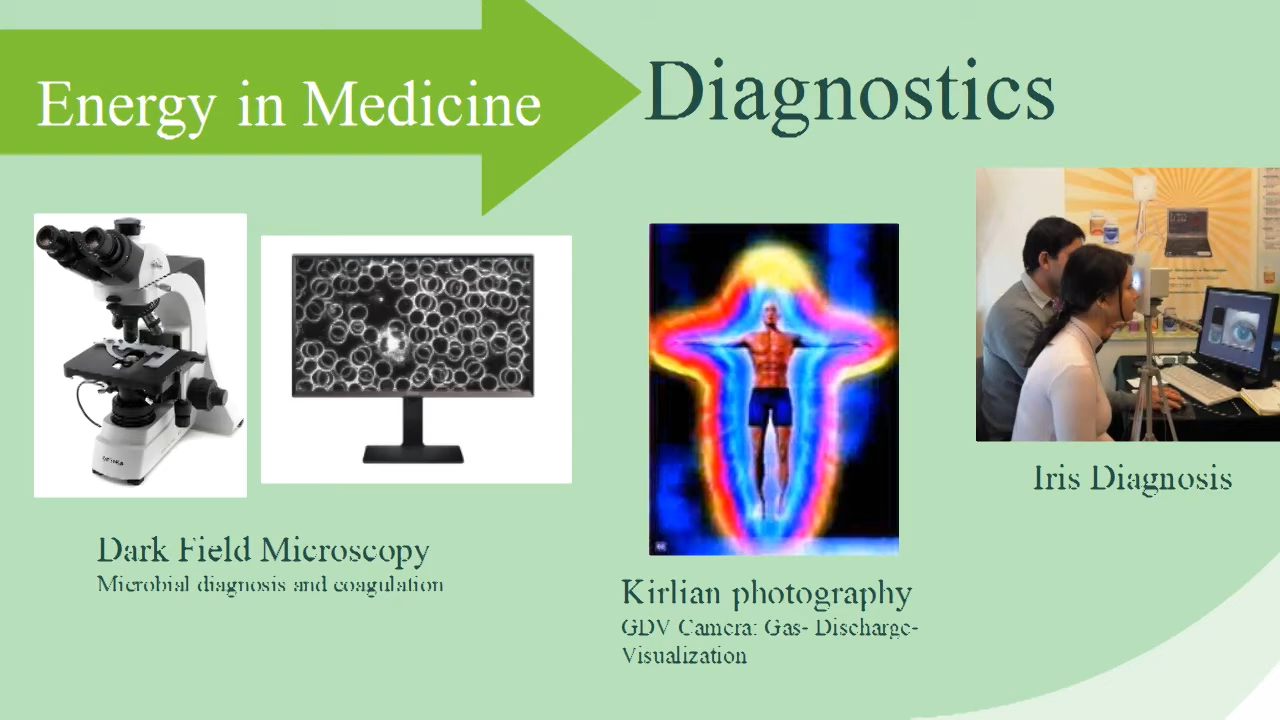 Energy in Medicine
Diagnostics
Dark Field Microscopy
Microbial diagnosis and coagulation
Kirlian photography
GDV Camera: Gas- Discharge-
Visualization
Iris Diagnosis